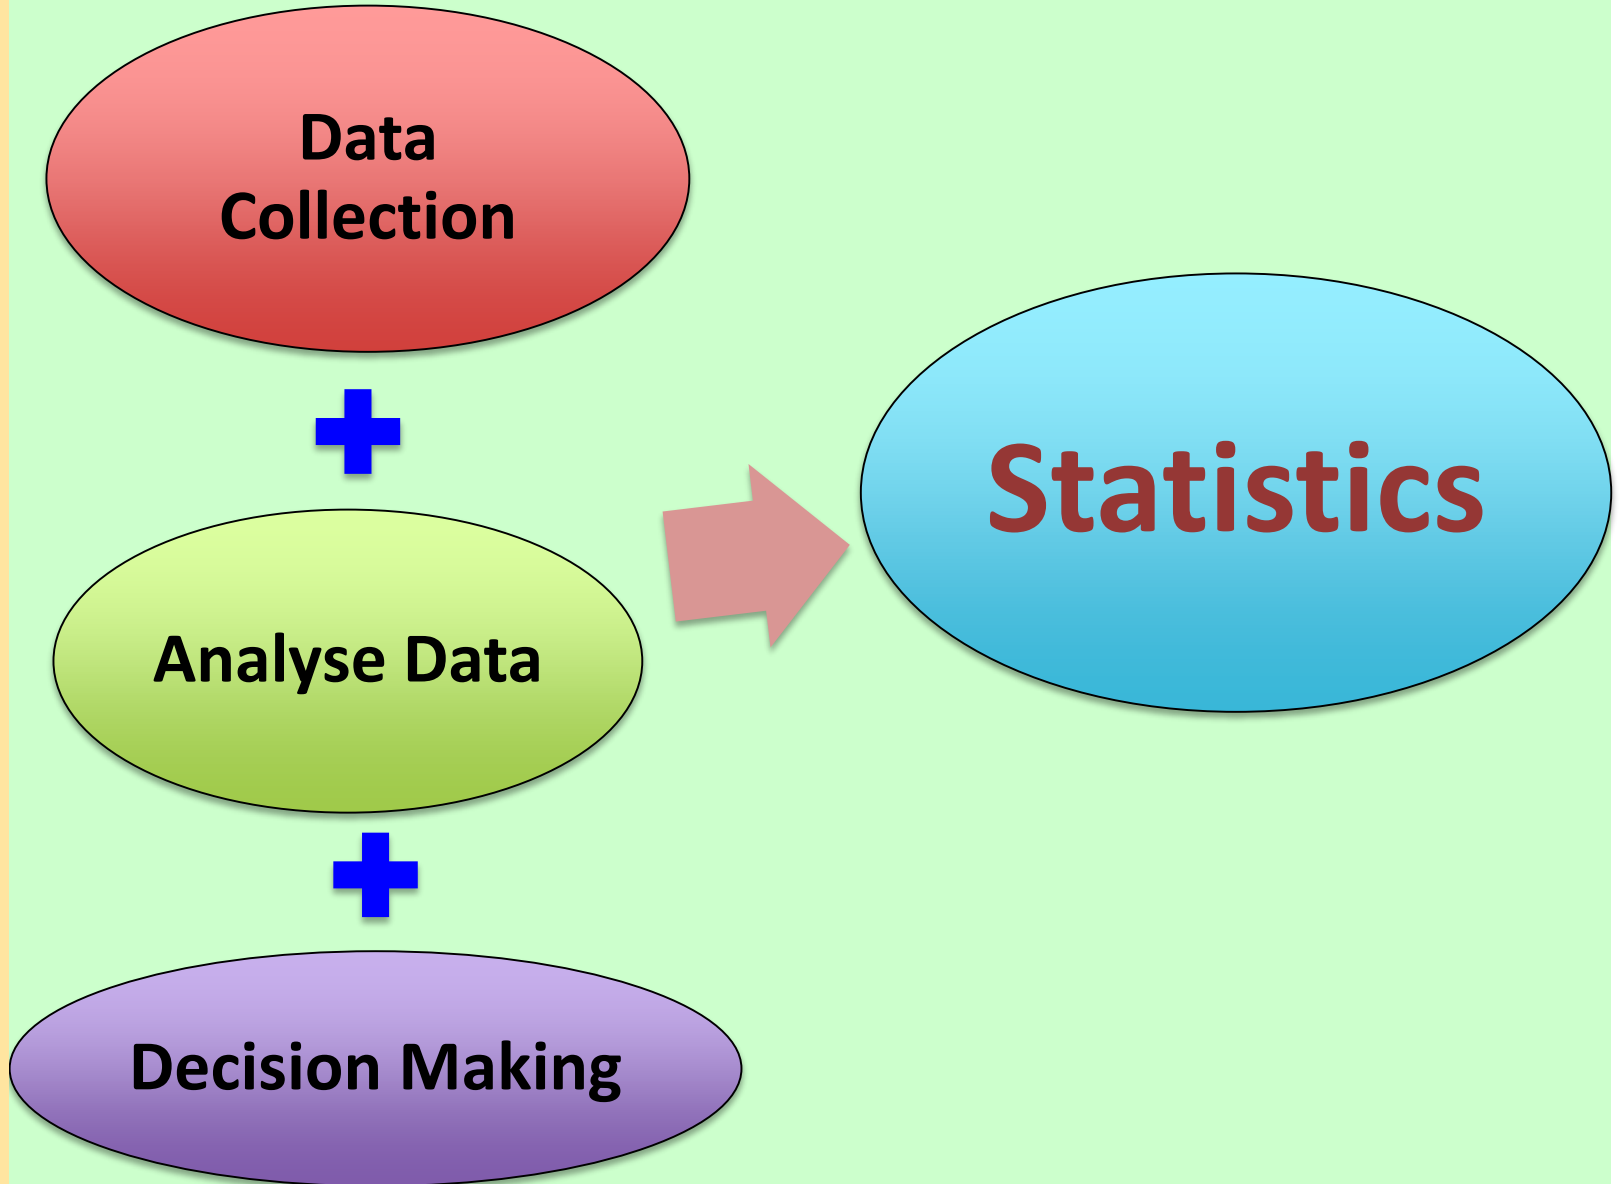 Data
Collection
Analyse Data
Decision Making
Statistics